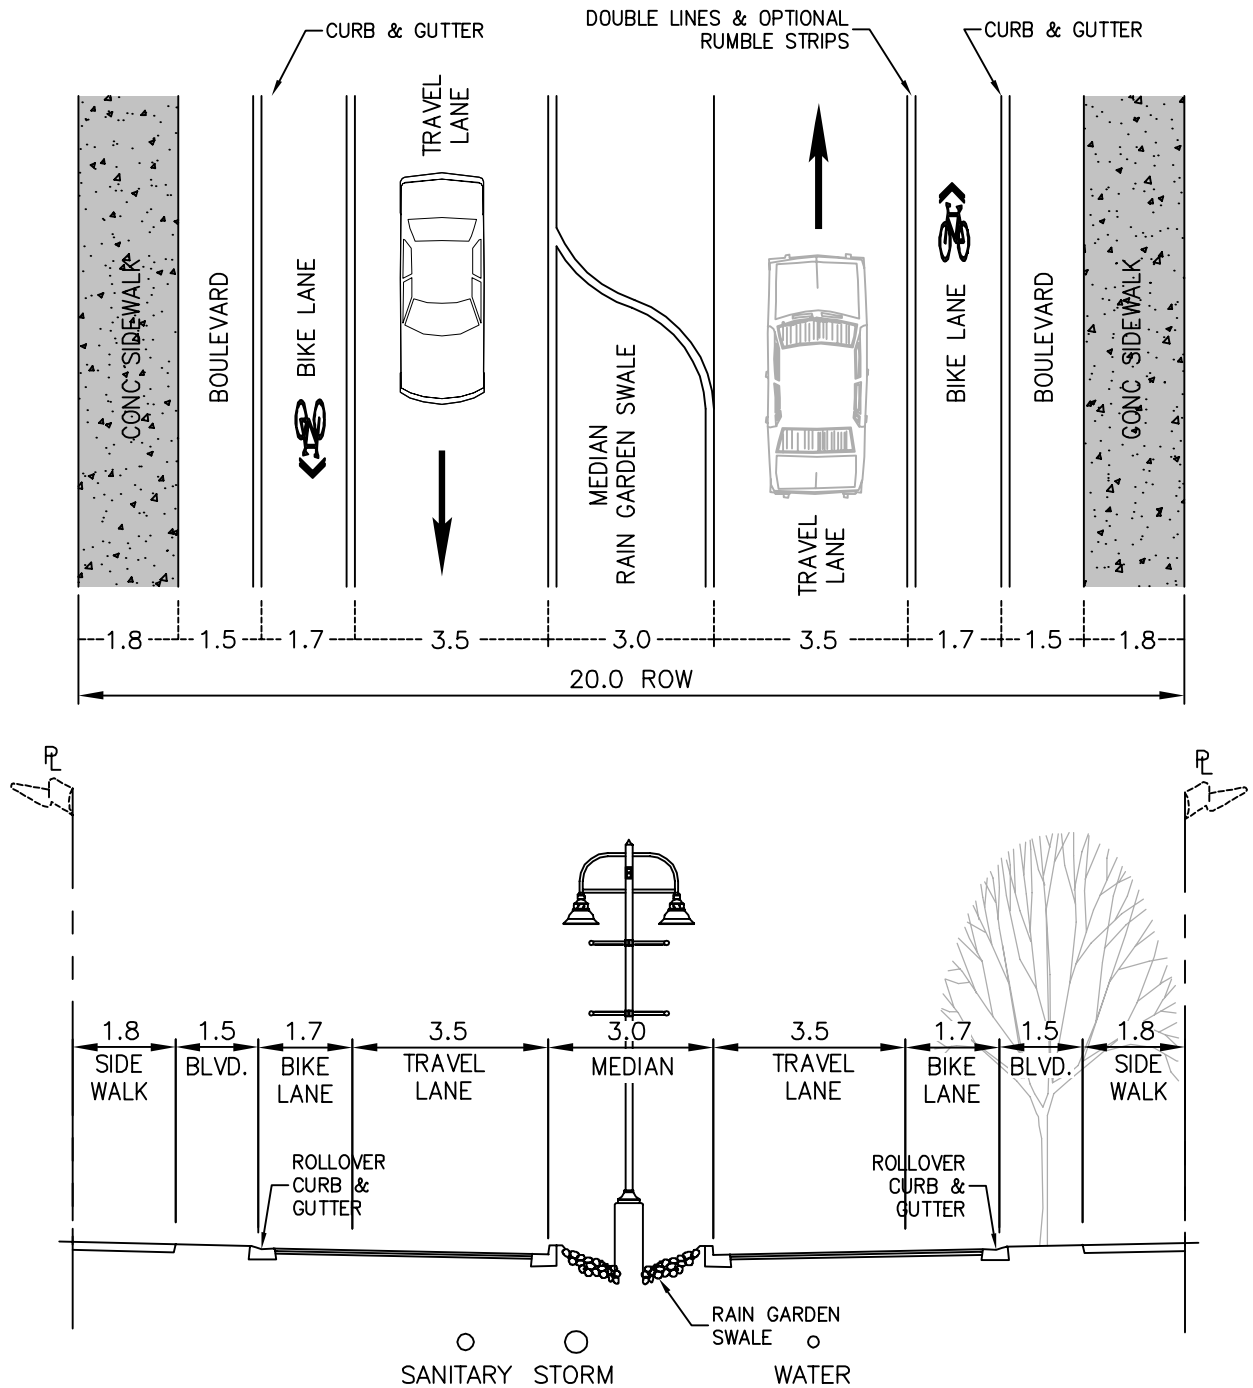 CURB & GUTTER
DOUBLE LINES & OPTIONAL
RUMBLE STRIPS
CURB & GUTTER
CONC SIDEWALK
BOULEVARD
BIKE LANE
TRAVEL
LANE
MEDIAN
RAIN GARDEN SWALE
TRAVEL
LANE
BIKE LANE
BOULEVARD
CONC SIDEWALK
1.8 1.5 1.7 3.5 3.0 3.5 1.7 1.5 1.8
20.0 ROW
PL
PL
1.8 1.5 1.7 3.5 3.0 3.5 1.7 1.5 1.8
SIDE
WALK
BLVD.
BIKE
LANE
TRAVEL
LANE
MEDIAN
TRAVEL
LANE
BIKE
LANE
BLVD.
SIDE
WALK
ROLLOVER
CURB &
GUTTER
ROLLOVER
CURB &
GUTTER
RAIN GARDEN
SWALE
SANITARY STORM WATER